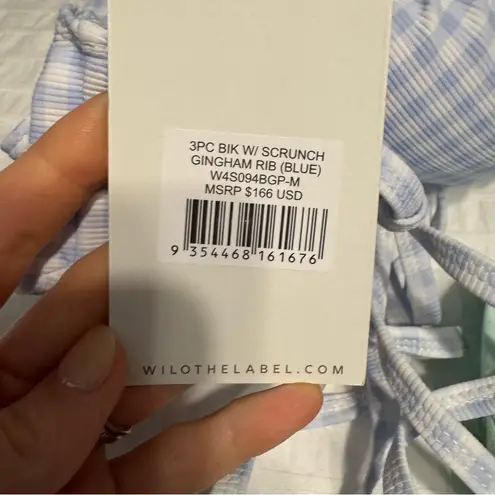 3PC BIK W/ SCRUNCH
GINGHAM RIB (BLUE)
W4S094BGP-M
MSRP $166 USD
9 354468 161676
WILOTHELABEL.COM